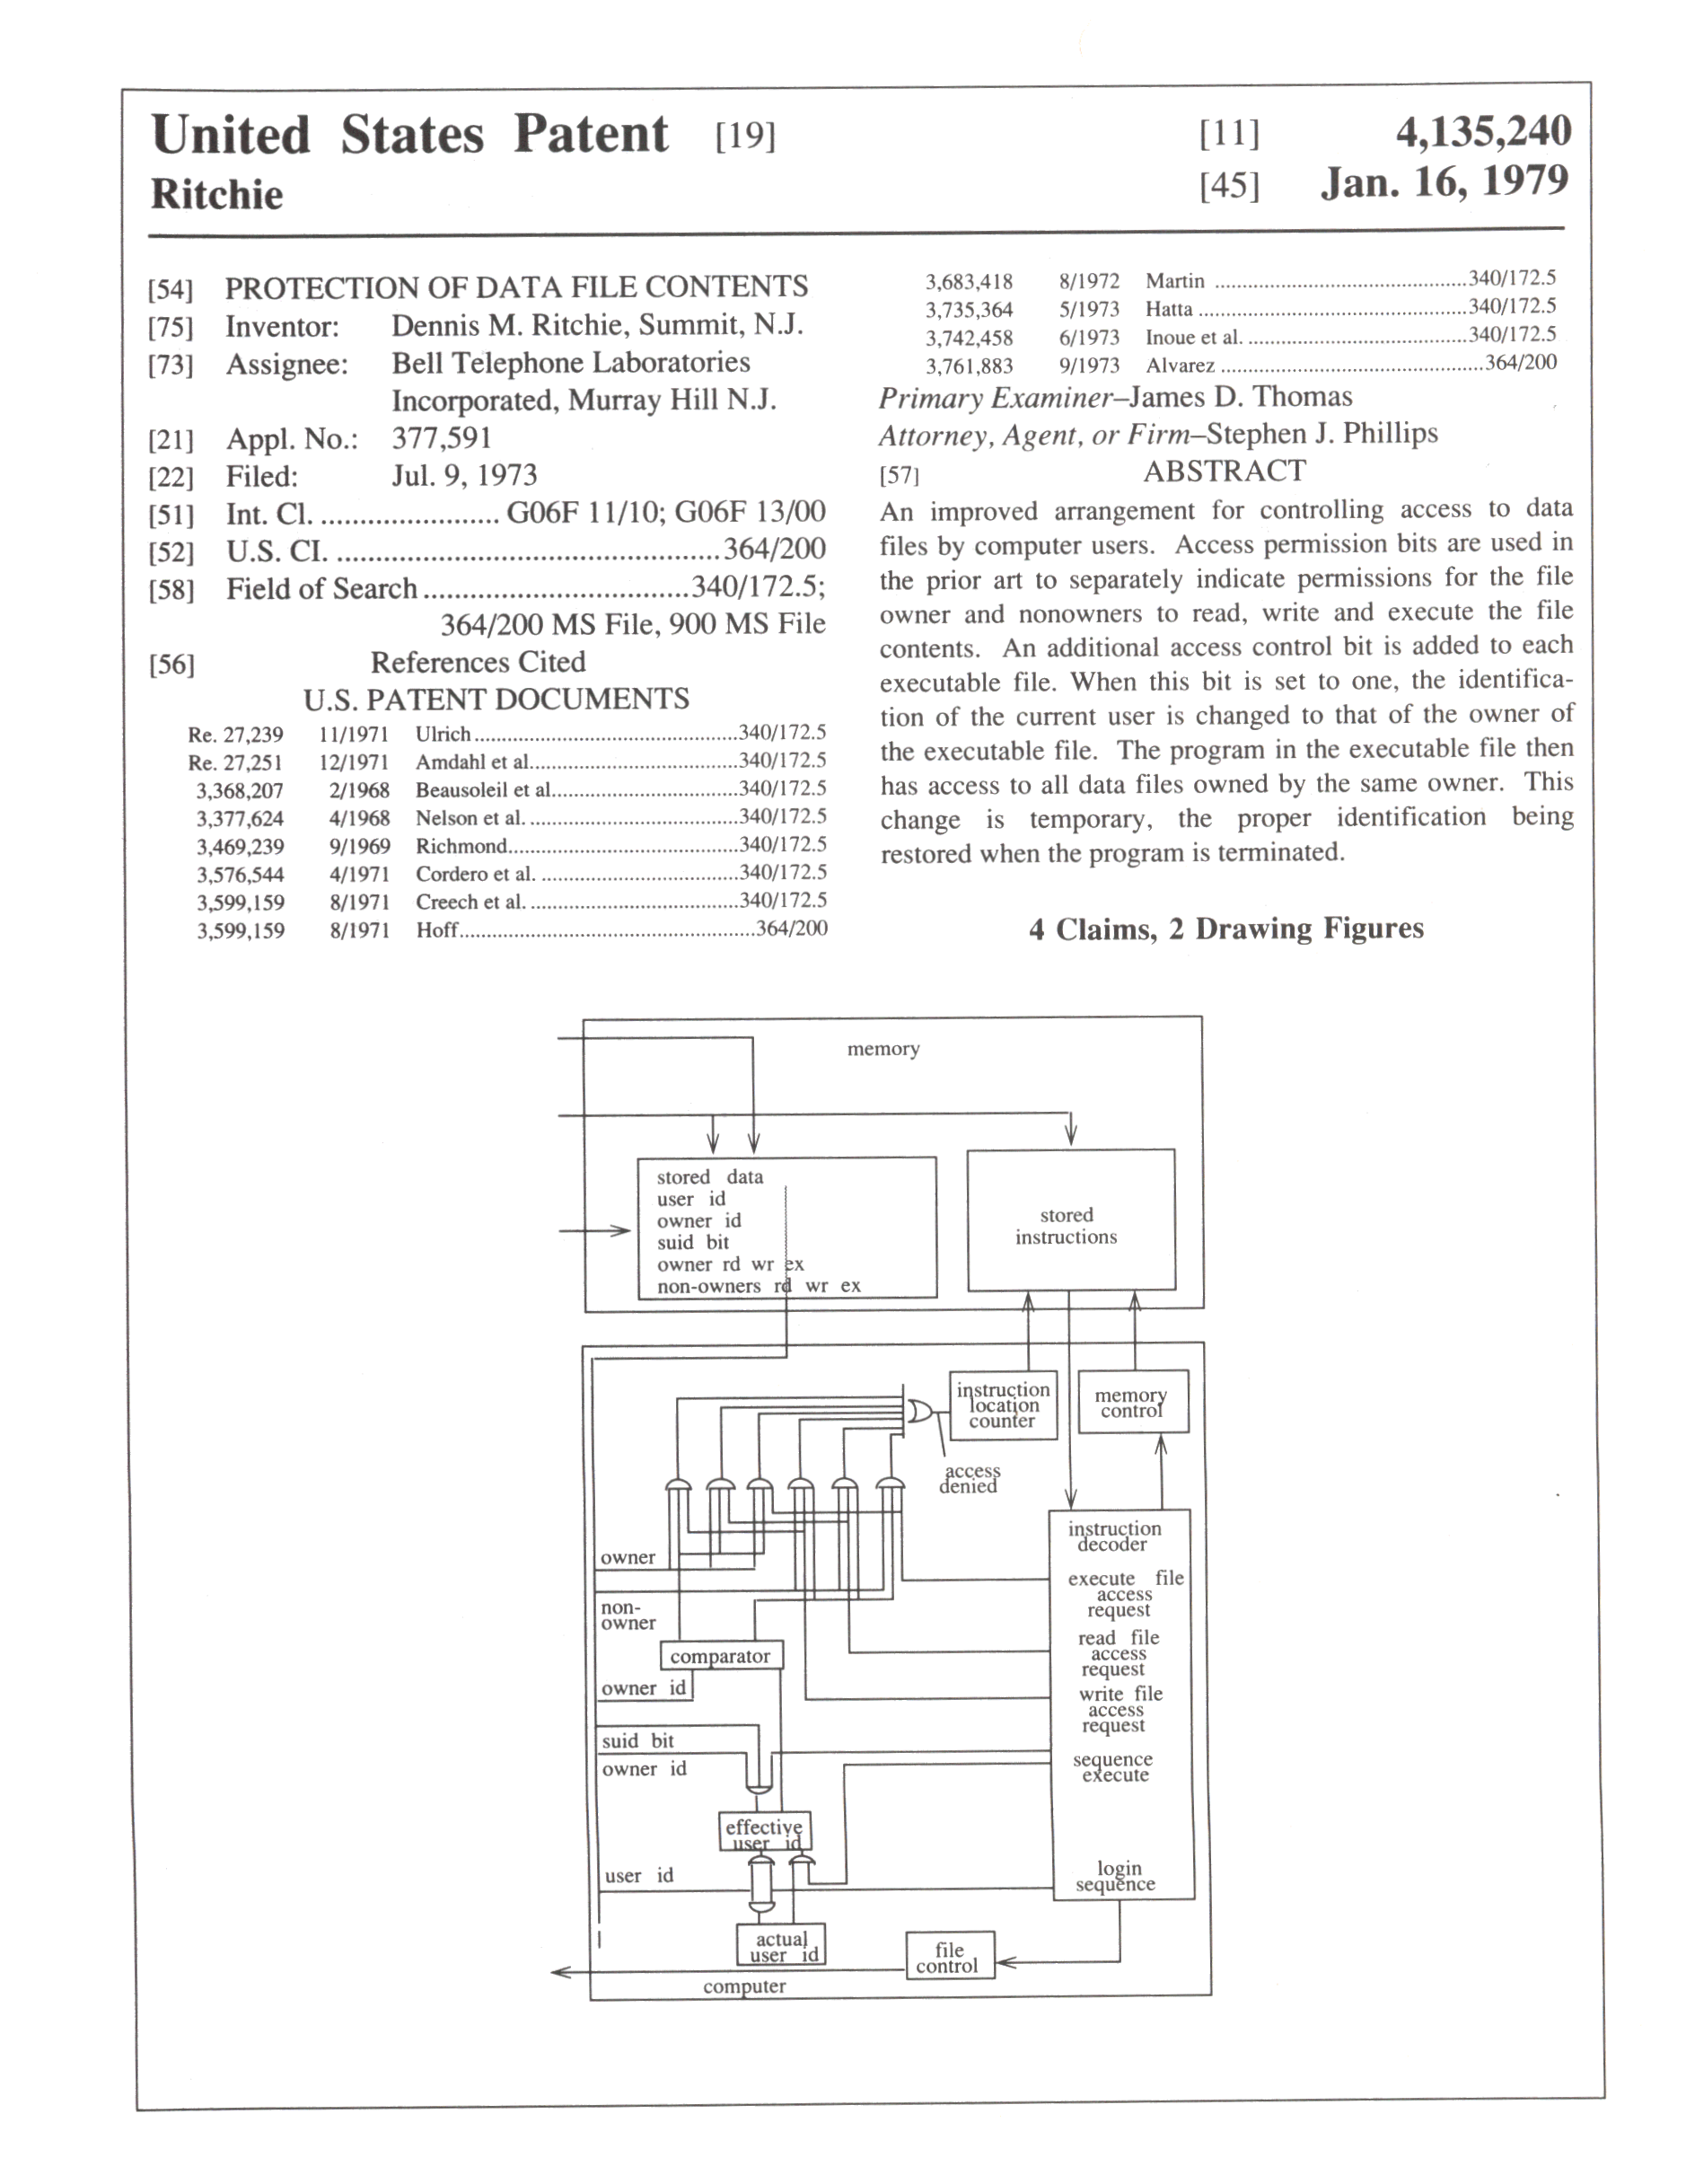 United States Patent [19]
Ritchie
[11] 4,135,240
[45] Jan. 16, 1979
[54] PROTECTION OF DATA FILE CONTENTS
[75] Inventor: Dennis M. Ritchie, Summit, N.J.
[73] Assignee: Bell Telephone Laboratories
Incorporated, Murray Hill N.J.
[21] Appl. No.: 377,591
[22] Filed: Jul. 9, 1973
[51] Int. Cl. ........................ G06F 11/10; G06F 13/00
[52] U.S. CI. .......................................... 364/200
[58] Field of Search ............................. 340/172.5;
364/200 MS File, 900 MS File
[56] References Cited
U.S. PATENT DOCUMENTS
Re. 27,239 11/1971 Ulrich ........................................ 340/172.5
Re. 27,251 12/1971 Amdahl et al. ............................... 340/172.5
3,368,207 2/1968 Beausoleil et al. ........................... 340/172.5
3,377,624 4/1968 Nelson et al. ................................ 340/172.5
3,469,239 9/1969 Richmond ................................... 340/172.5
3,576,544 4/1971 Cordero et al. .............................. 340/172.5
3,599,159 8/1971 Creech et al. ................................ 340/172.5
3,599,159 8/1971 Hoff ............................................. 364/200
3,683,418 8/1972 Martin ...................................... 340/172.5
3,735,364 5/1973 Hatta ......................................... 340/172.5
3,742,458 6/1973 Inoue et al. ................................. 340/172.5
3,761,883 9/1973 Alvarez ........................................ 364/200
Primary Examiner–James D. Thomas
Attorney, Agent, or Firm–Stephen J. Phillips
[57] ABSTRACT
An improved arrangement for controlling access to data
files by computer users. Access permission bits are used in
the prior art to separately indicate permissions for the file
owner and nonowners to read, write and execute the file
contents. An additional access control bit is added to each
executable file. When this bit is set to one, the identifica-
tion of the current user is changed to that of the owner of
the executable file. The program in the executable file then
has access to all data files owned by the same owner. This
change is temporary, the proper identification being
restored when the program is terminated.
4 Claims, 2 Drawing Figures
memory
stored data
user id
owner id
suid bit
owner rd wr ex
non-owners rd wr ex
stored
instructions
instruction
location
counter
memory
control
access
denied
instruction
decoder
execute file
access
request
read file
access
request
write file
access
request
sequence
execute
login
sequence
owner
non-
owner
comparator
owner id
suid bit
owner id
effective
user id
user id
actual
user id
file
control
computer